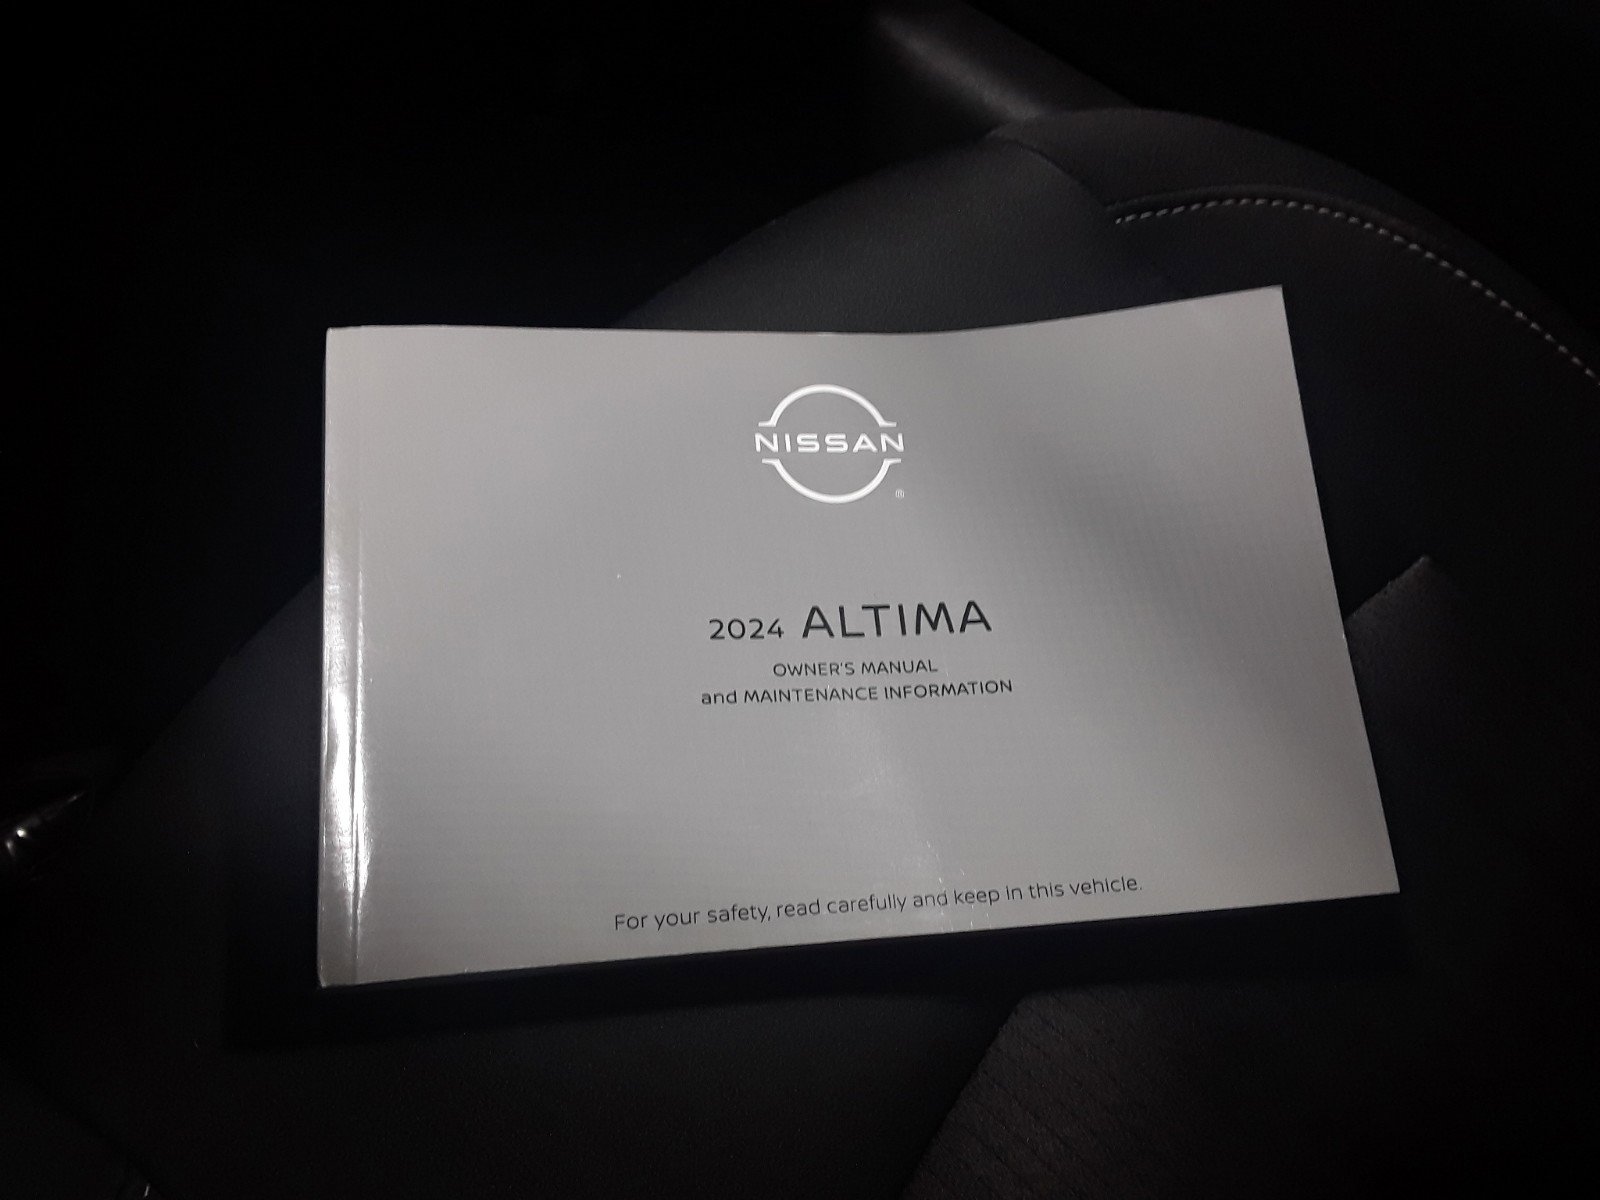 NISSAN
®
2024 ALTIMA
OWNER'S MANUAL
and MAINTENANCE INFORMATION
For your safety, read carefully and keep in this vehicle.